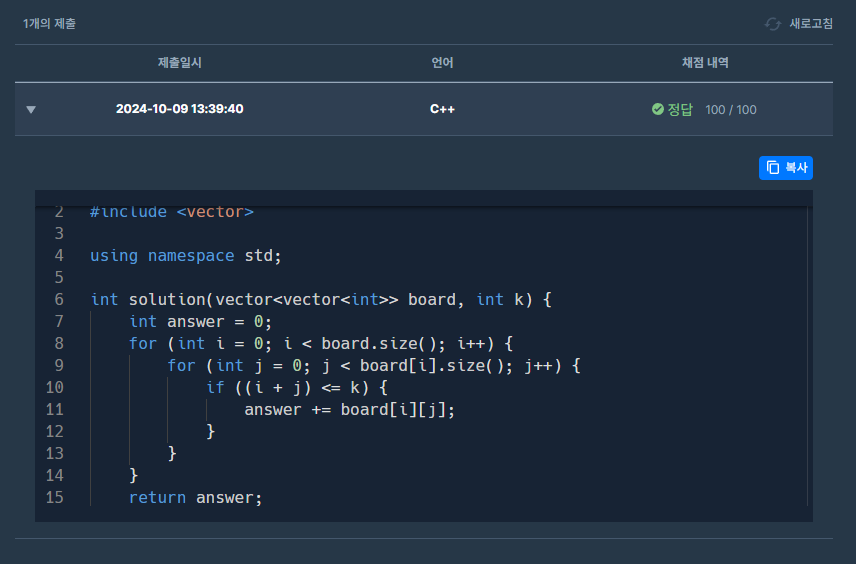 1개의 제출 새로고침
제출일시 언어 채점 내역
▼ 2024-10-09 13:39:40 C++ 정답 100 / 100
복사
2 #include <vector>
3
4 using namespace std;
5
6 int solution(vector<vector<int>> board, int k) {
7     int answer = 0;
8     for (int i = 0; i < board.size(); i++) {
9         for (int j = 0; j < board[i].size(); j++) {
10             if ((i + j) <= k) {
11                 answer += board[i][j];
12             }
13         }
14     }
15     return answer;